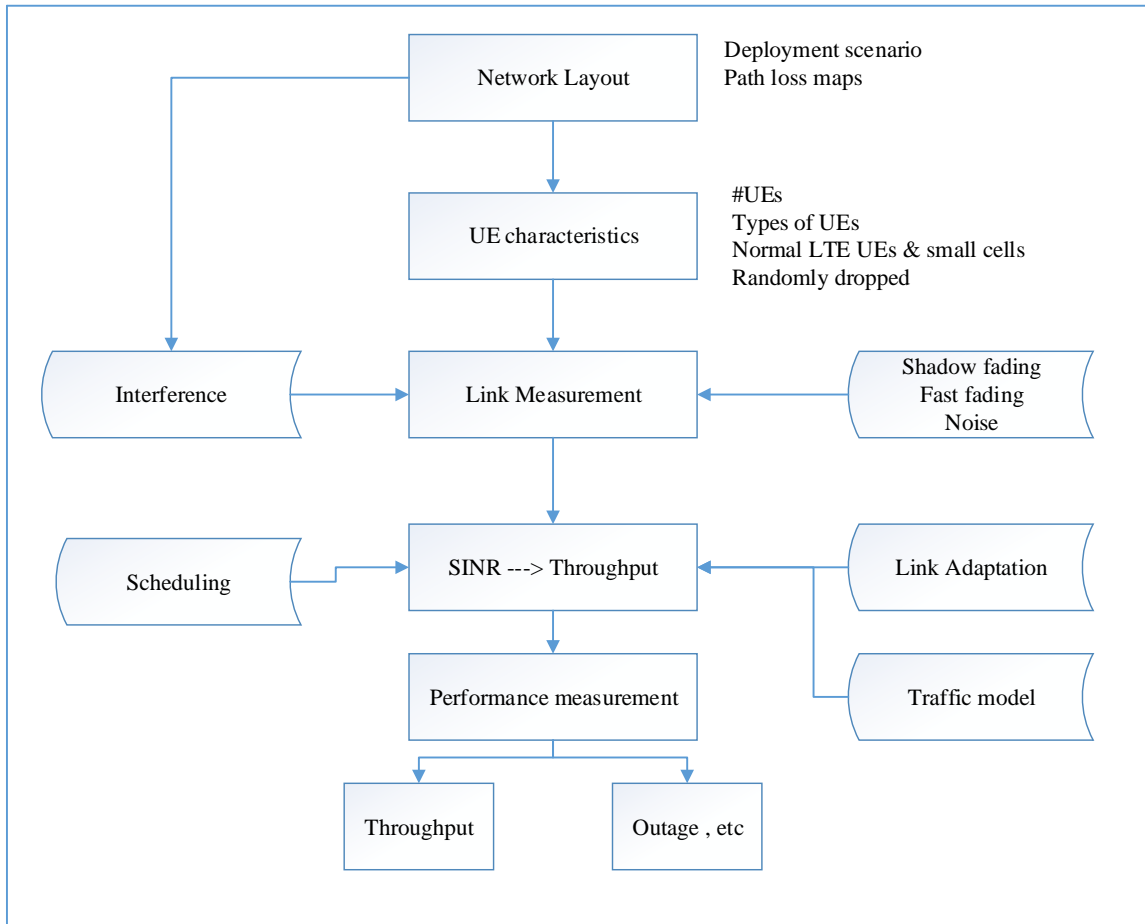 Network Layout
Deployment scenario
Path loss maps
UE characteristics
#UEs
Types of UEs
Normal LTE UEs & small cells
Randomly dropped
Interference
Link Measurement
Shadow fading
Fast fading
Noise
Scheduling
SINR ---> Throughput
Link Adaptation
Performance measurement
Traffic model
Throughput
Outage , etc